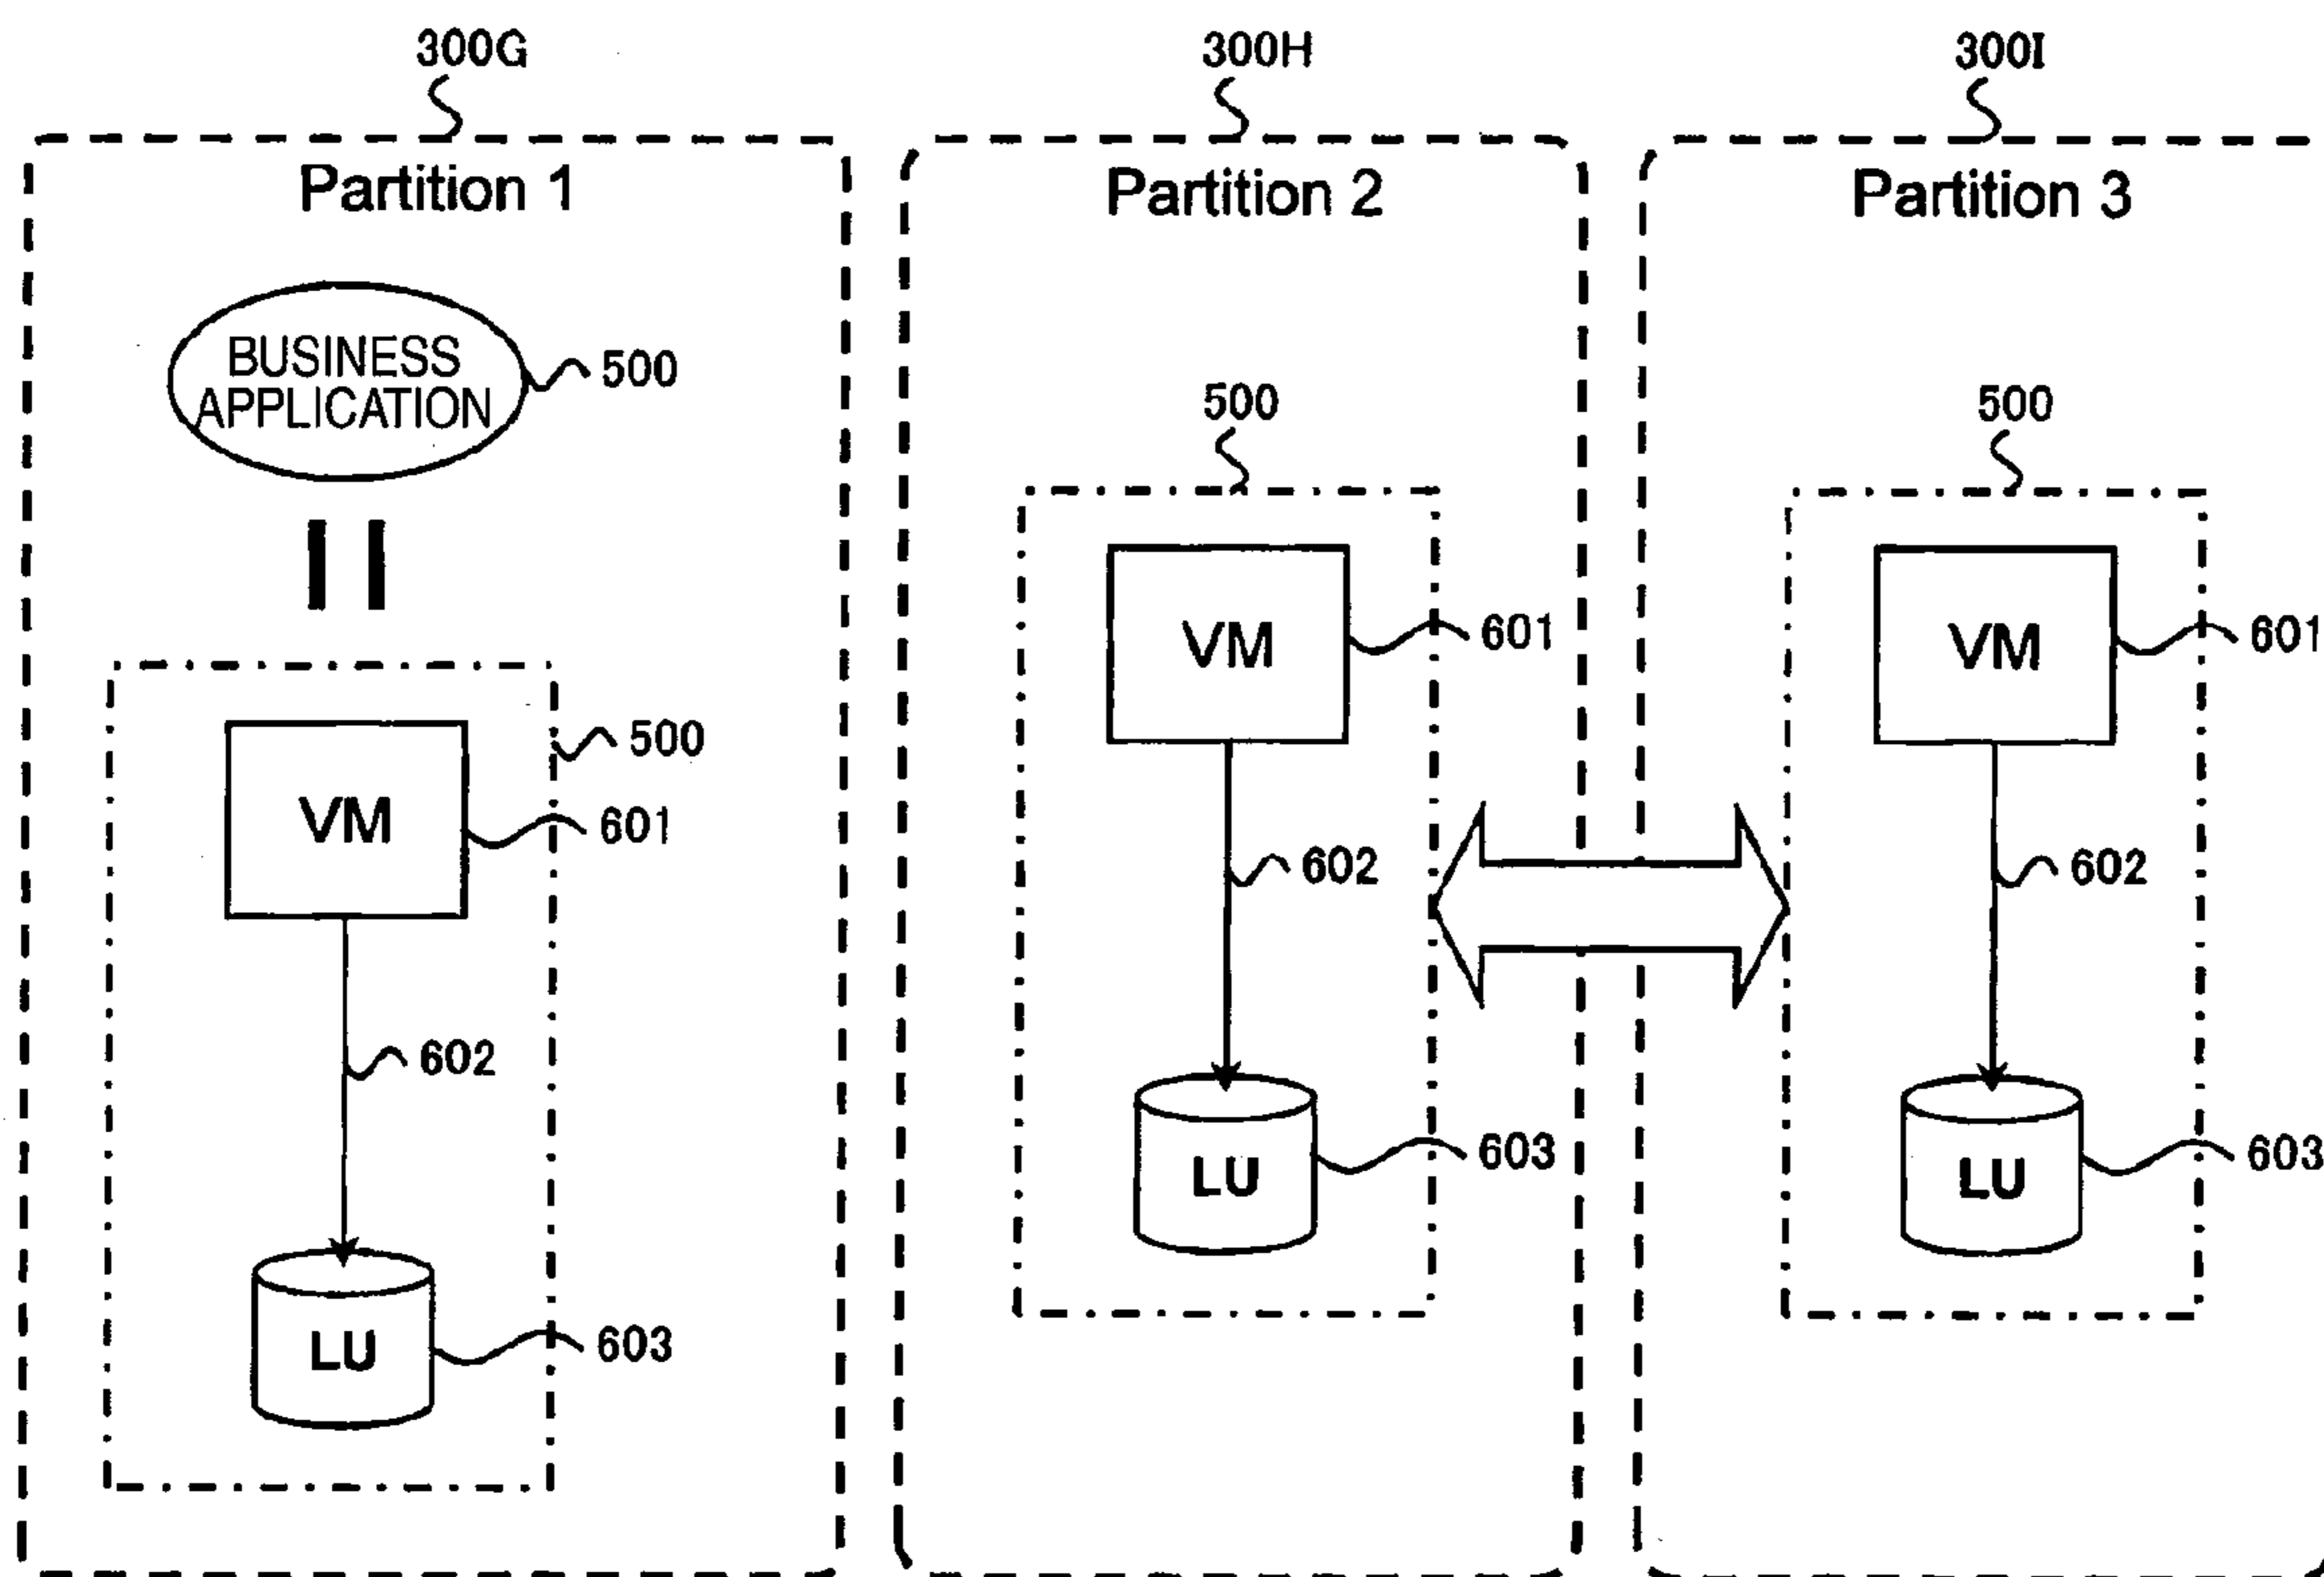 300G
300H
300I
Partition 1
Partition 2
Partition 3
BUSINESS
APPLICATION
500
500
500
VM
601
VM
601
500
VM
601
602
602
602
LU
603
LU
603
LU
603